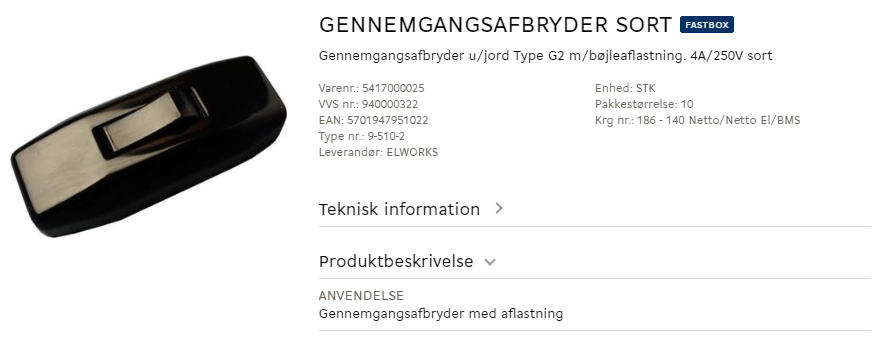 GENNEMGANGSAFBRYDER SORT FASTBOX
Gennemgangsafbryder u/jord Type G2 m/bøjleaflastning. 4A/250V sort
Varenr.: 5417000025
VVS nr.: 940000322
EAN: 5701947951022
Type nr.: 9-510-2
Leverandør: ELWORKS
Enhed: STK
Pakkestørrelse: 10
Krg nr.: 186 - 140 Netto/Netto El/BMS
Teknisk information
Produktbeskrivelse
ANVENDELSE
Gennemgangsafbryder med aflastning